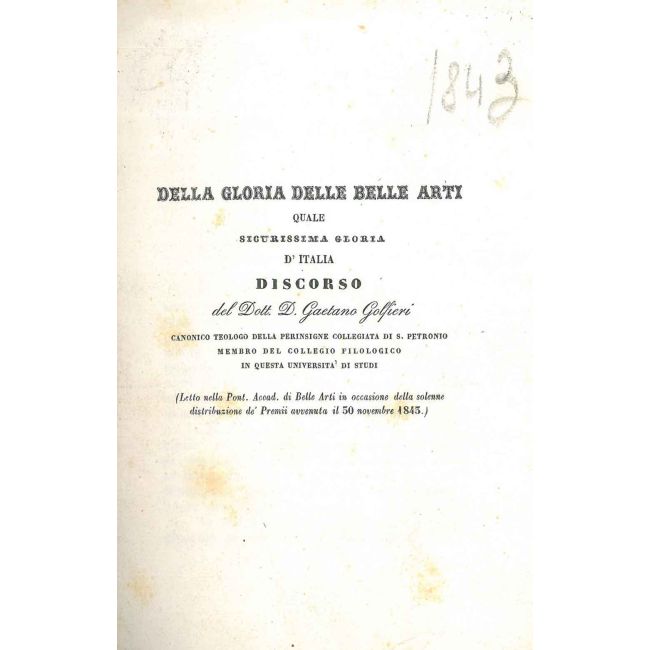 1843
DELLA GLORIA DELLE BELLE ARTI
QUALE
SICURISSIMA GLORIA
D' ITALIA
DISCORSO
del Dott. D. Gaetano Golfieri
CANONICO TEOLOGO DELLA PERINSIGNE COLLEGIATA DI S. PETRONIO
MEMBRO DEL COLLEGIO FILOLOGICO
IN QUESTA UNIVERSITA' DI STUDI
(Letto nella Pont. Accad. di Belle Arti in occasione della solenne
distribuzione de' Premii avvenuta il 30 novembre 1843.)